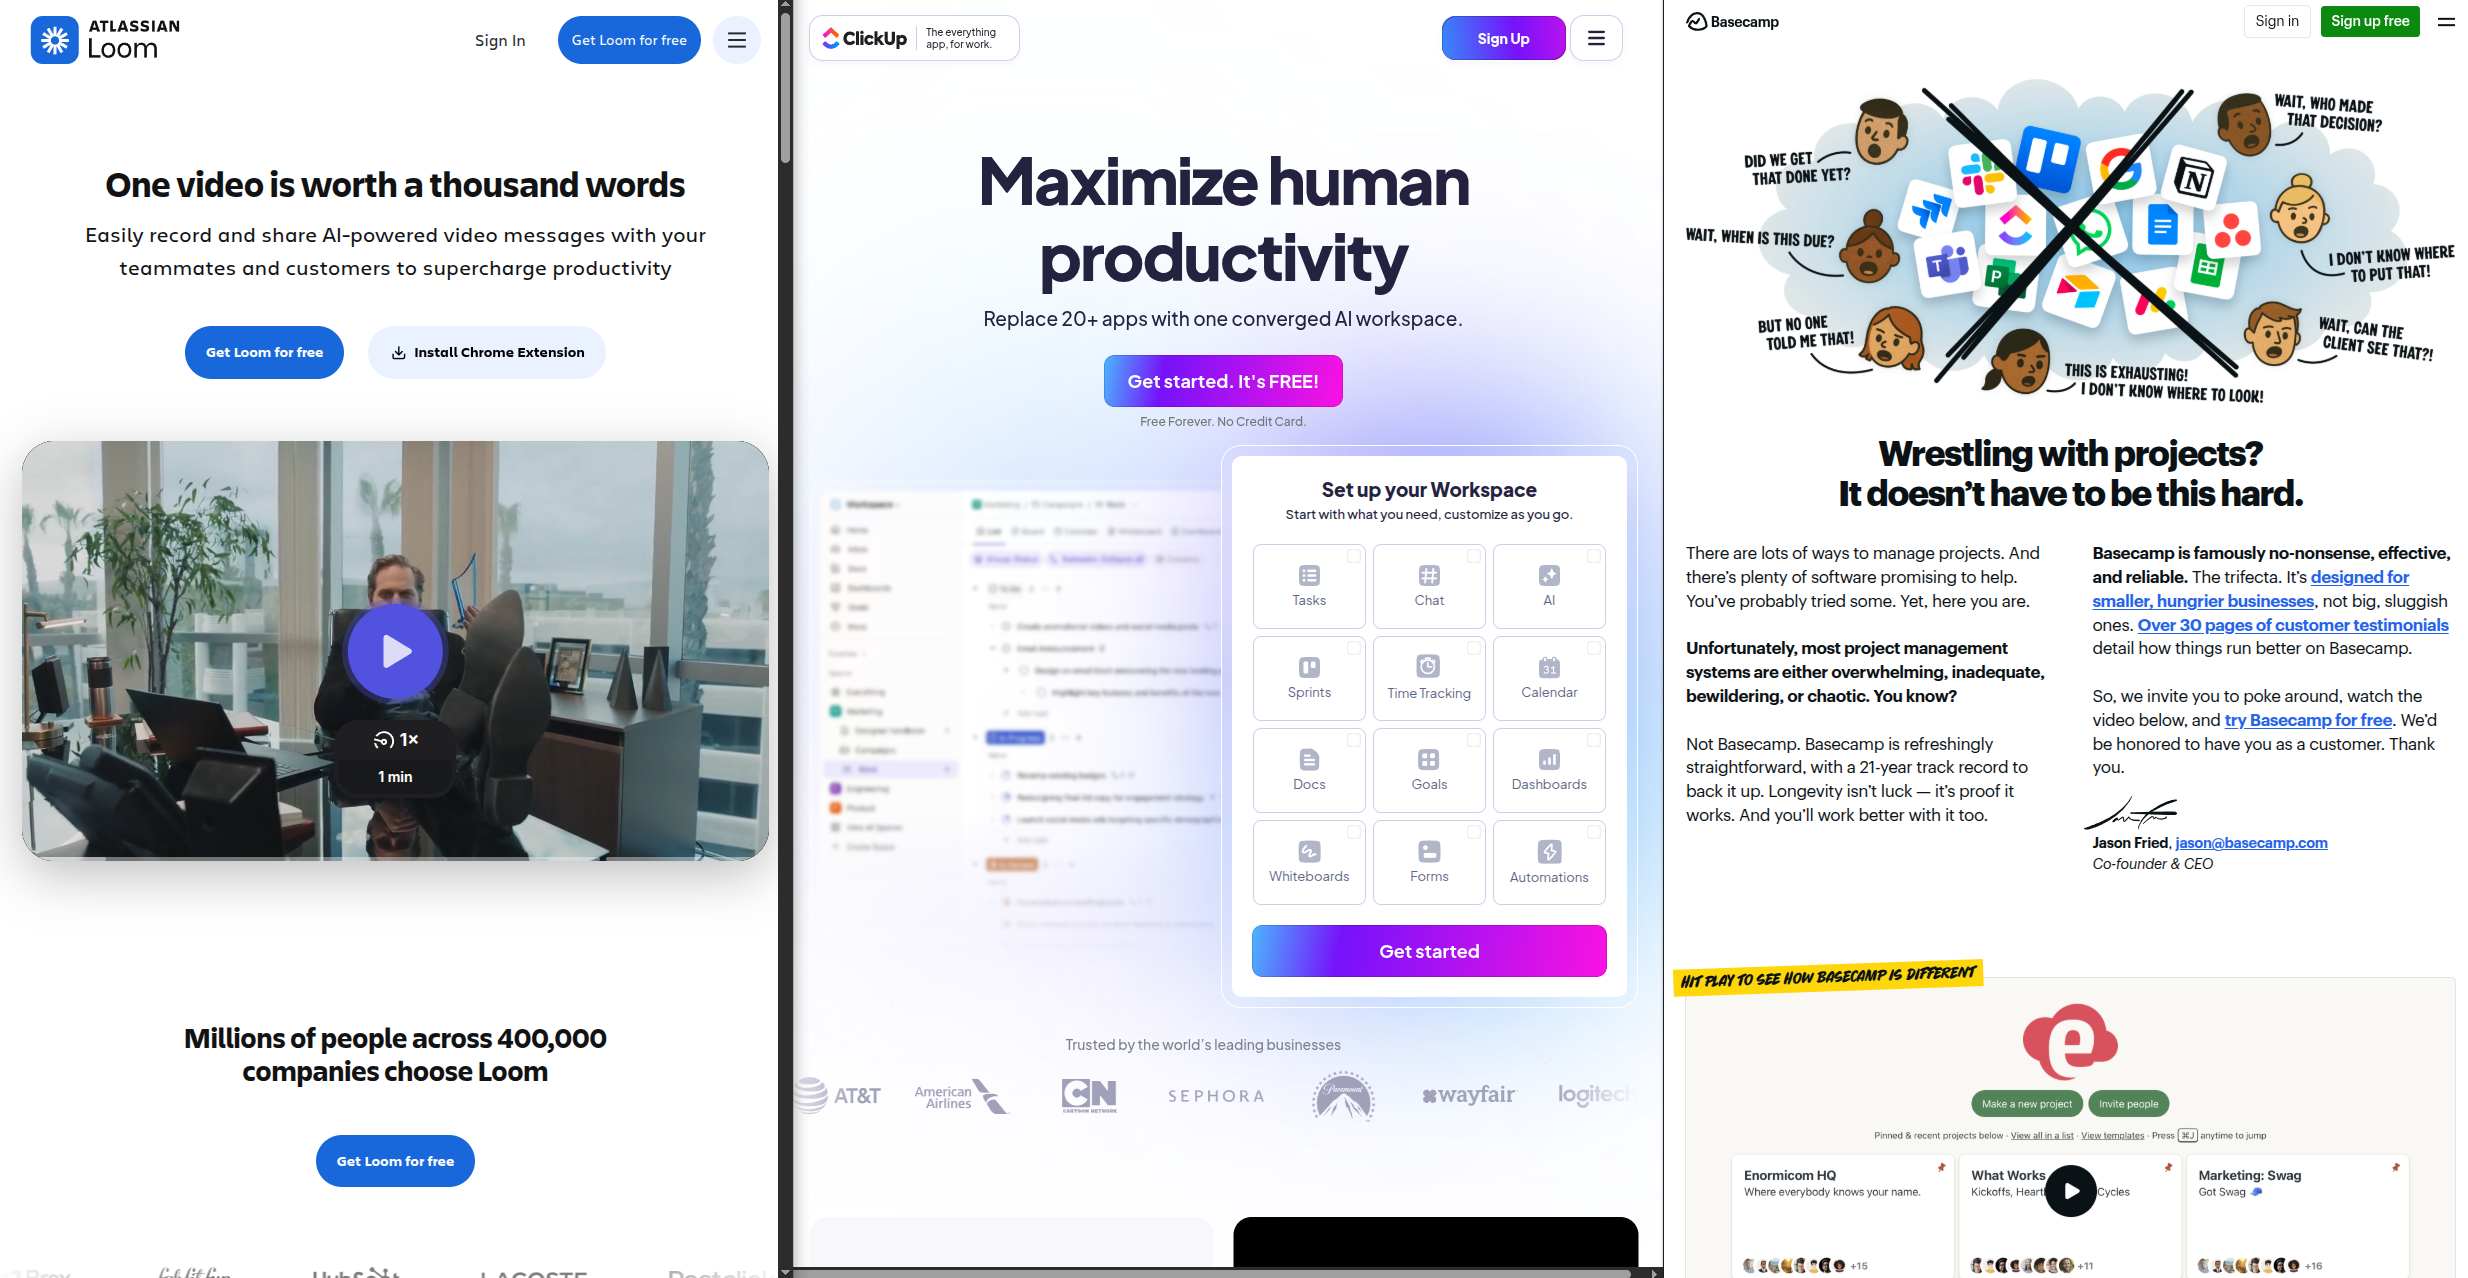 ATLASSIAN
Loom
Sign In
Get Loom for free
One video is worth a thousand words
Easily record and share AI-powered video messages with your
teammates and customers to supercharge productivity
Get Loom for free
Install Chrome Extension
1×
1 min
Millions of people across 400,000
companies choose Loom
Get Loom for free
HubSpot
LACOSTE
ClickUp
The everything
app, for work.
Sign Up
Maximize human
productivity
Replace 20+ apps with one converged AI workspace.
Get started. It's FREE!
Free Forever. No Credit Card.
Workspace
Set up your Workspace
Start with what you need, customize as you go.
Tasks
Chat
AI
Sprints
Time Tracking
31
Calendar
Docs
Goals
Dashboards
Whiteboards
Forms
Automations
Get started
Trusted by the world's leading businesses
AT&T
American
Airlines
CN
CARTOON NETWORK
SEPHORA
Paramount
wayfair
logitech
Basecamp
Sign in
Sign up free
DID WE GET
THAT DONE YET?
WAIT, WHO MADE
THAT DECISION?
WAIT, WHEN IS THIS DUE?
I DON'T KNOW WHERE
TO PUT THAT!
BUT NO ONE
TOLD ME THAT!
WAIT, CAN THE
CLIENT SEE THAT?!
THIS IS EXHAUSTING!
I DON'T KNOW WHERE TO LOOK!
Wrestling with projects?
It doesn't have to be this hard.
There are lots of ways to manage projects. And
there's plenty of software promising to help.
You've probably tried some. Yet, here you are.
Unfortunately, most project management
systems are either overwhelming, inadequate,
bewildering, or chaotic. You know?
Not Basecamp. Basecamp is refreshingly
straightforward, with a 21-year track record to
back it up. Longevity isn't luck — it's proof it
works. And you'll work better with it too.
Basecamp is famously no-nonsense, effective,
and reliable. The trifecta. It's designed for
smaller, hungrier businesses, not big, sluggish
ones. Over 30 pages of customer testimonials
detail how things run better on Basecamp.
So, we invite you to poke around, watch the
video below, and try Basecamp for free. We'd
be honored to have you as a customer. Thank
you.
Jason Fried, jason@basecamp.com
Co-founder & CEO
HIT PLAY TO SEE HOW BASECAMP IS DIFFERENT
e
Make a new project
Invite people
Pinned & recent projects below · View all in a list · View templates · Press ⌘J anytime to jump
Enormicom HQ
Where everybody knows your name.
+15
What Works
Kickoffs, Cycles
+11
Marketing: Swag
Got Swag
+16